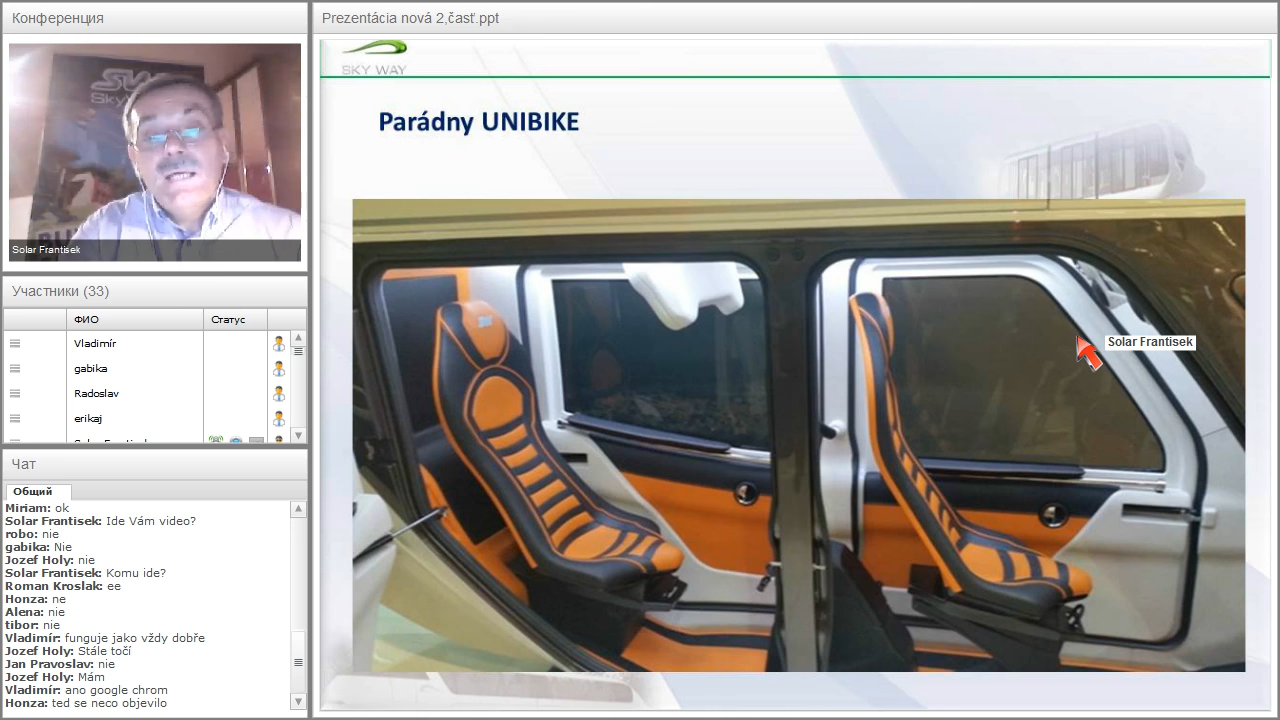 Конференция
Solar Frantisek
Участники (33)
ФИО Статус
Vladimír
gabika
Radoslav
erikaj
Чат
Общий
Miriam: ok
Solar Frantisek: Ide Vám video?
robo: nie
gabika: Nie
Jozef Holy: nie
Solar Frantisek: Komu ide?
Roman Kroslak: ee
Honza: ne
Alena: nie
tibor: nie
Vladimír: funguje jako vždy dobře
Jozef Holy: Stále točí
Jan Pravoslav: nie
Jozef Holy: Mám
Vladimír: ano google chrom
Honza: ted se neco objevilo
Prezentácia nová 2,časť.ppt
SKY WAY
Parádny UNIBIKE
Solar Frantisek